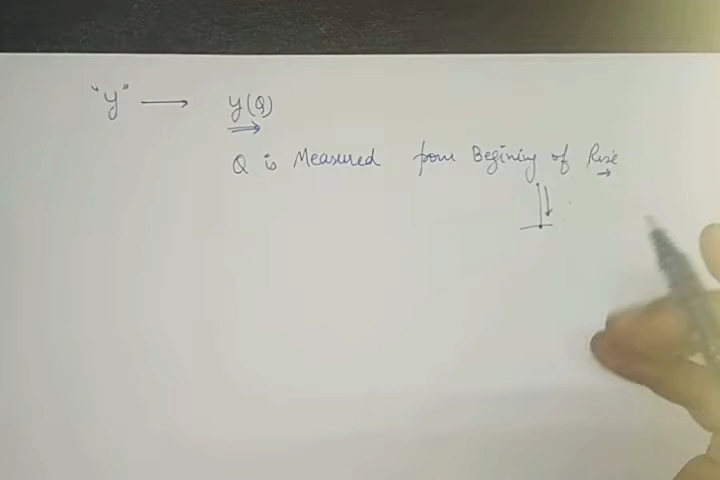 "y" → y(Q)
Q is Measured from Begining of Rise